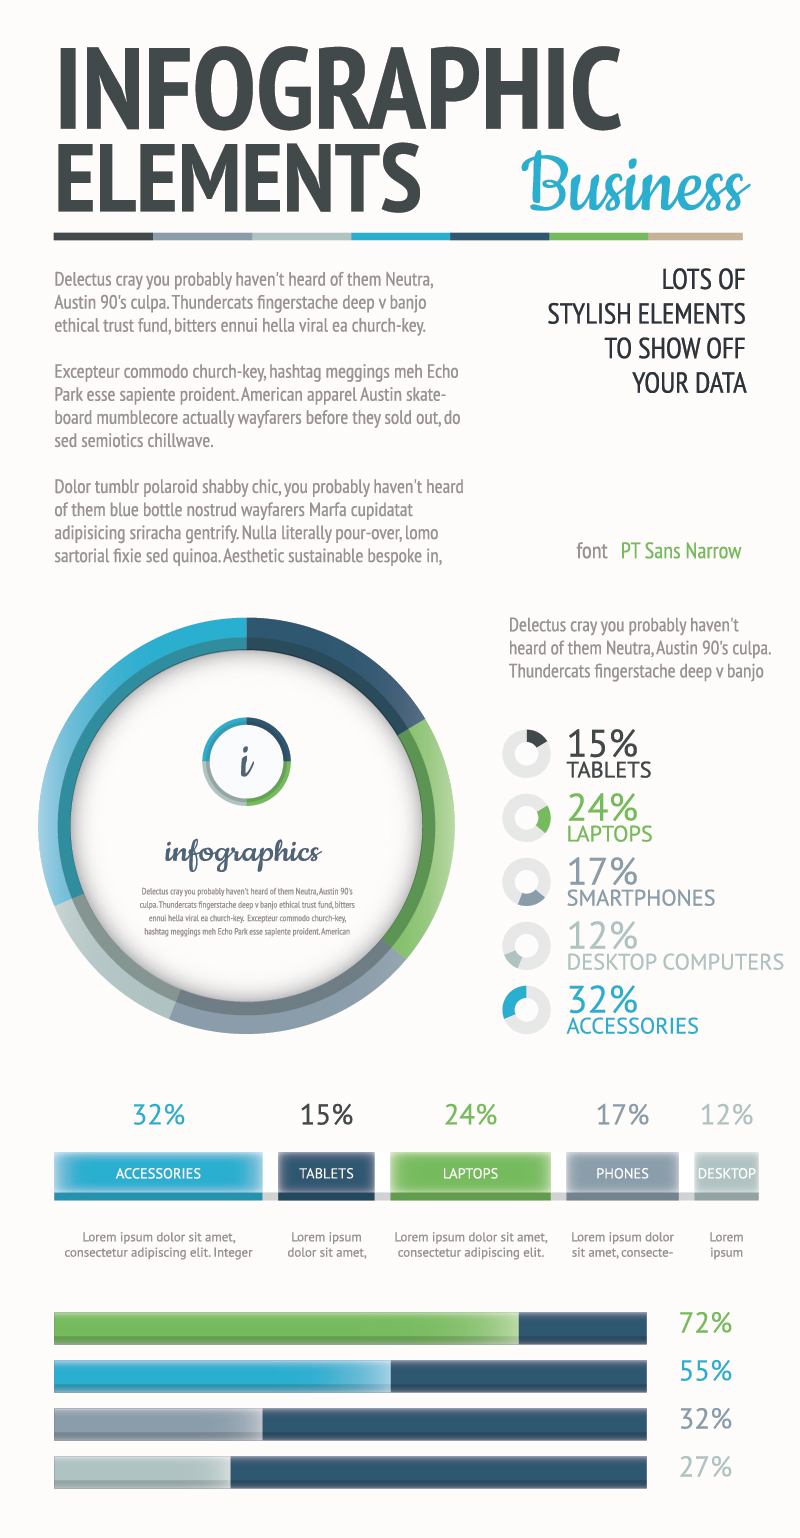 INFOGRAPHIC
ELEMENTS
Business
Delectus cray you probably haven't heard of them Neutra,
Austin 90's culpa. Thundercats fingerstache deep v banjo
ethical trust fund, bitters ennui hella viral ea church-key.
Excepteur commodo church-key, hashtag meggings meh Echo
Park esse sapiente proident. American apparel Austin skate-
board mumblecore actually wayfarers before they sold out, do
sed semiotics chillwave.
Dolor tumblr polaroid shabby chic, you probably haven't heard
of them blue bottle nostrud wayfarers Marfa cupidatat
adipisicing sriracha gentrify. Nulla literally pour-over, lomo
sartorial fixie sed quinoa. Aesthetic sustainable bespoke in,
LOTS OF
STYLISH ELEMENTS
TO SHOW OFF
YOUR DATA
font PT Sans Narrow
i
infographics
Delectus cray you probably haven't heard of them Neutra, Austin 90's
culpa. Thundercats fingerstache deep v banjo ethical trust fund, bitters
ennui hella viral ea church-key. Excepteur commodo church-key,
hashtag meggings meh Echo Park esse sapiente proident. American
Delectus cray you probably haven't
heard of them Neutra, Austin 90's culpa.
Thundercats fingerstache deep v banjo
15%
TABLETS
24%
LAPTOPS
17%
SMARTPHONES
12%
DESKTOP COMPUTERS
32%
ACCESSORIES
32% 15% 24% 17% 12%
ACCESSORIES TABLETS LAPTOPS PHONES DESKTOP
Lorem ipsum dolor sit amet,
consectetur adipiscing elit. Integer
Lorem ipsum
dolor sit amet,
Lorem ipsum dolor sit amet,
consectetur adipiscing elit.
Lorem ipsum dolor
sit amet, consecte-
Lorem
ipsum
72%
55%
32%
27%